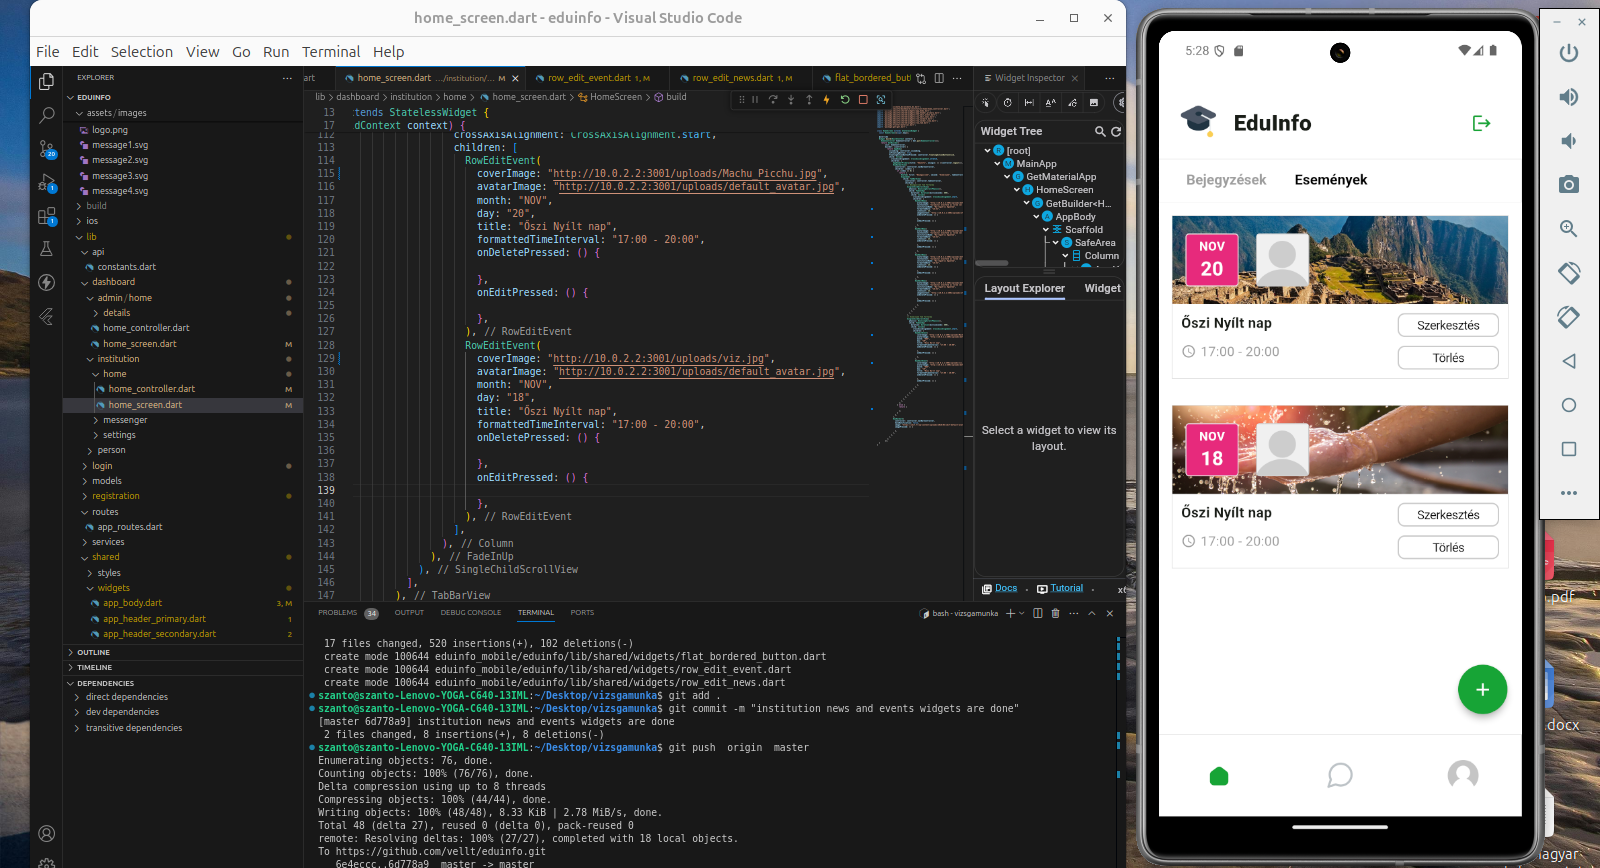 home_screen.dart - eduinfo - Visual Studio Code
File Edit Selection View Go Run Terminal Help
EXPLORER
EDUINFO
assets/images
logo.png
message1.svg
message2.svg
message3.svg
message4.svg
build
ios
lib
api
constants.dart
dashboard
admin/home
details
home_controller.dart
home_screen.dart M
institution
home
home_controller.dart M
home_screen.dart M
messenger
settings
person
login
models
registration
routes
app_routes.dart
services
shared
styles
widgets
app_body.dart 3, M
app_header_primary.dart 1
app_header_secondary.dart 2
OUTLINE
TIMELINE
DEPENDENCIES
direct dependencies
dev dependencies
transitive dependencies
20
1
1
dart home_screen.dart .../institution/... M row_edit_event.dart 1, M row_edit_news.dart 1, M
lib > dashboard > institution > home > home_screen.dart > HomeScreen > build
13 tends StatelessWidget {
17 dContext context) {
112 crossAxisAlignment: CrossAxisAlignment.start,
113 children: [
114 RowEditEvent(
115 coverImage: "http://10.0.2.2:3001/uploads/Machu_Picchu.jpg",
116 avatarImage: "http://10.0.2.2:3001/uploads/default_avatar.jpg",
117 month: "NOV",
118 day: "20",
119 title: "Őszi Nyílt nap",
120 formattedTimeInterval: "17:00 - 20:00",
121 onDeletePressed: () {
122
123 },
124 onEditPressed: () {
125
126 },
127 ), // RowEditEvent
128 RowEditEvent(
129 coverImage: "http://10.0.2.2:3001/uploads/viz.jpg",
130 avatarImage: "http://10.0.2.2:3001/uploads/default_avatar.jpg",
131 month: "NOV",
132 day: "18",
133 title: "Őszi Nyílt nap",
134 formattedTimeInterval: "17:00 - 20:00",
135 onDeletePressed: () {
136
137 },
138 onEditPressed: () {
139
140 },
141 ), // RowEditEvent
142 ],
143 ), // Column
144 ), // FadeInUp
145 ), // SingleChildScrollView
146 ],
147 ), // TabBarView
Widget Inspector
Widget Tree
[root]
MainApp
GetMaterialApp
HomeScreen
GetBuilder<H...
AppBody
Scaffold
SafeArea
Column
Layout Explorer Widget
Select a widget to view its
layout.
Docs · Tutorial ·
PROBLEMS 34 OUTPUT DEBUG CONSOLE TERMINAL PORTS
bash - vizsgamunka
17 files changed, 520 insertions(+), 102 deletions(-)
create mode 100644 eduinfo_mobile/eduinfo/lib/shared/widgets/flat_bordered_button.dart
create mode 100644 eduinfo_mobile/eduinfo/lib/shared/widgets/row_edit_event.dart
create mode 100644 eduinfo_mobile/eduinfo/lib/shared/widgets/row_edit_news.dart
szanto@szanto-Lenovo-YOGA-C640-13IML:~/Desktop/vizsgamunka$ git add .
szanto@szanto-Lenovo-YOGA-C640-13IML:~/Desktop/vizsgamunka$ git commit -m "institution news and events widgets are done"
[master 6d778a9] institution news and events widgets are done
2 files changed, 8 insertions(+), 8 deletions(-)
szanto@szanto-Lenovo-YOGA-C640-13IML:~/Desktop/vizsgamunka$ git push origin master
Enumerating objects: 76, done.
Counting objects: 100% (76/76), done.
Delta compression using up to 8 threads
Compressing objects: 100% (44/44), done.
Writing objects: 100% (48/48), 8.33 KiB | 2.78 MiB/s, done.
Total 48 (delta 27), reused 0 (delta 0), pack-reused 0
remote: Resolving deltas: 100% (27/27), completed with 18 local objects.
To https://github.com/vellt/eduinfo.git
6e4eccc..6d778a9 master -> master
5:28
EduInfo
Bejegyzések Események
NOV
20
Őszi Nyílt nap
Szerkesztés
17:00 - 20:00
Törlés
NOV
18
Őszi Nyílt nap
Szerkesztés
17:00 - 20:00
Törlés
+
.pdf
.docx